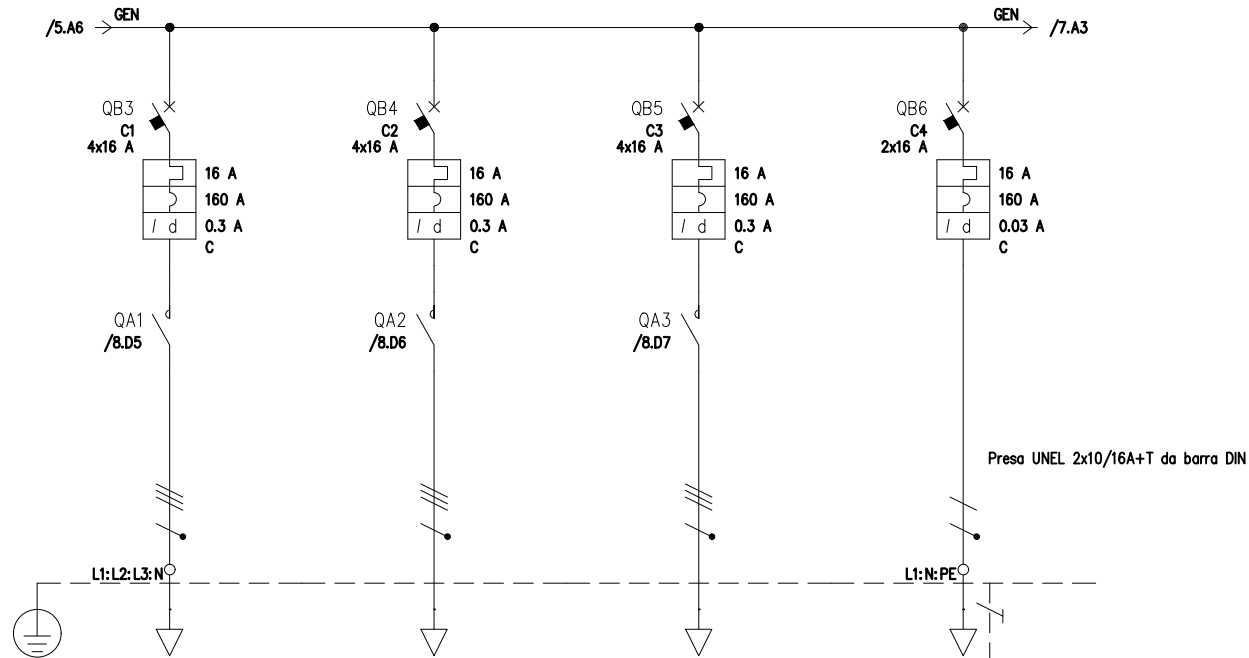 GEN
GEN
/5.A6
/7.A3
QB3
C1
4x16 A
16 A
160 A
I d
0.3 A
C
QB4
C2
4x16 A
16 A
160 A
I d
0.3 A
C
QB5
C3
4x16 A
16 A
160 A
I d
0.3 A
C
QB6
C4
2x16 A
16 A
160 A
I d
0.03 A
C
QA1
/8.D5
QA2
/8.D6
QA3
/8.D7
Presa UNEL 2x10/16A+T da barra DIN
L1:L2:L3:N
L1:N:PE